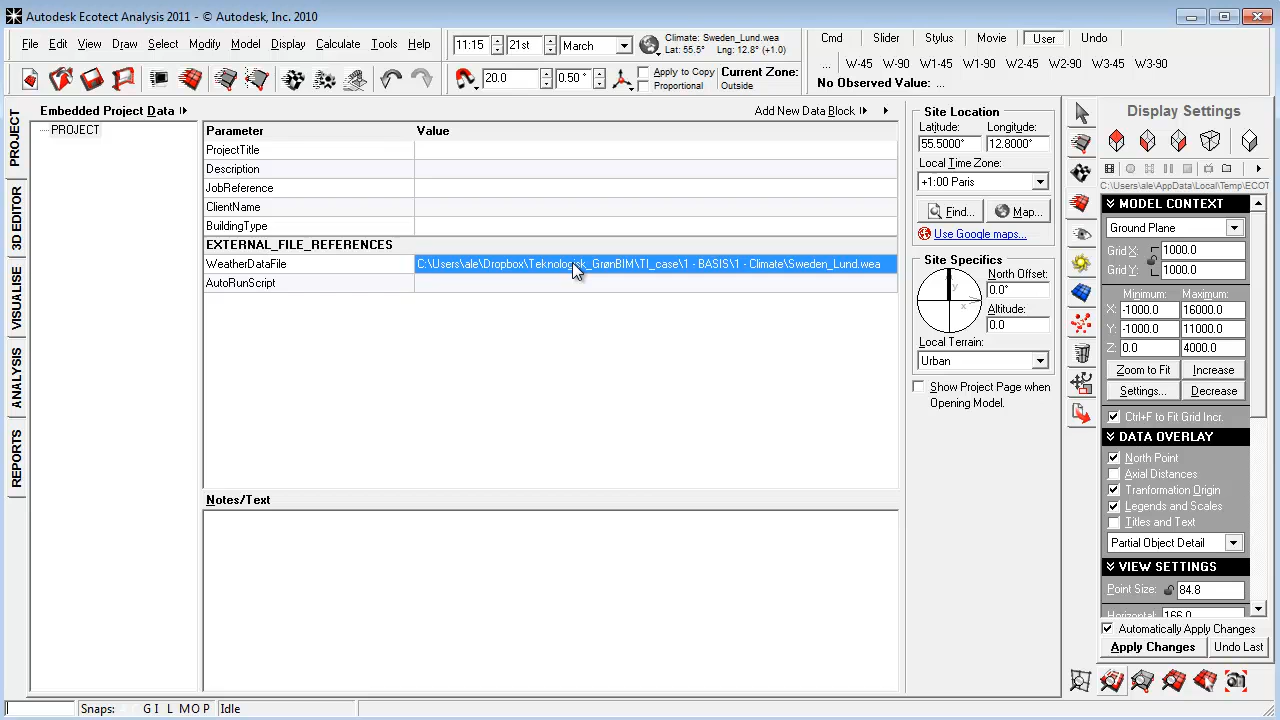 Autodesk Ecotect Analysis 2011 - © Autodesk, Inc. 2010
File Edit View Draw Select Modify Model Display Calculate Tools Help
11:15 21st March
Climate: Sweden_Lund.wea
Lat: 55.5° Lng: 12.8° (+1.0)
Cmd Slider Stylus Movie User Undo
... W-45 W-90 W1-45 W1-90 W2-45 W2-90 W3-45 W3-90
20.0 0.50 °
Apply to Copy
Proportional
Current Zone:
Outside
No Observed Value: ...
PROJECT
3D EDITOR
VISUALISE
ANALYSIS
REPORTS
Embedded Project Data
PROJECT
Add New Data Block
Parameter Value
ProjectTitle
Description
JobReference
ClientName
BuildingType
EXTERNAL_FILE_REFERENCES
WeatherDataFile
AutoRunScript
Notes/Text
Site Location
Latitude: Longitude:
55.5000° 12.8000°
Local Time Zone:
+1:00 Paris
Find... Map...
Use Google maps...
Site Specifics
y
x
North Offset:
0.0°
Altitude:
0.0
Local Terrain:
Urban
Show Project Page when
Opening Model.
Display Settings
C:\Users\ale\AppData\Local\Temp\ECOT
MODEL CONTEXT
Ground Plane
Grid X: 1000.0
Grid Y: 1000.0
Minimum: Maximum:
X: -1000.0 16000.0
Y: -1000.0 11000.0
Z: 0.0 4000.0
Zoom to Fit Increase
Settings... Decrease
Ctrl+F to Fit Grid Incr.
DATA OVERLAY
North Point
Axial Distances
Tranformation Origin
Legends and Scales
Titles and Text
Partial Object Detail
VIEW SETTINGS
Point Size: 84.8
Horizontal: 166.0
Automatically Apply Changes
Apply Changes Undo Last
Snaps: G I L M O P Idle